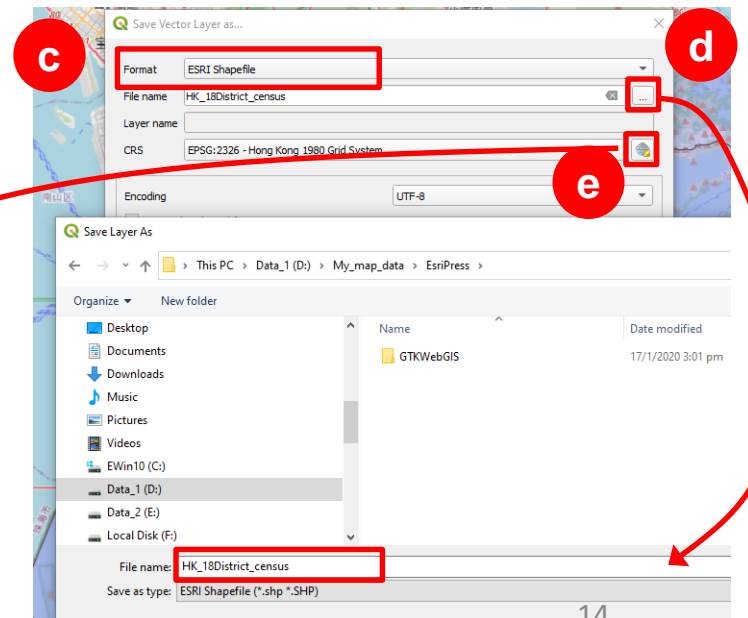 Save Vector Layer as...
c
d
Format ESRI Shapefile
File name HK_18District_census ...
Layer name
CRS EPSG:2326 - Hong Kong 1980 Grid System
e
Encoding UTF-8
南山区
Save Layer As
This PC > Data_1 (D:) > My_map_data > EsriPress >
Organize New folder
Name Date modified
Desktop
Documents
GTKWebGIS 17/1/2020 3:01 pm
Downloads
Music
Pictures
Videos
EWin10 (C:)
Data_1 (D:)
Data_2 (E:)
Local Disk (F:)
File name: HK_18District_census
Save as type: ESRI Shapefile (*.shp *.SHP)
14